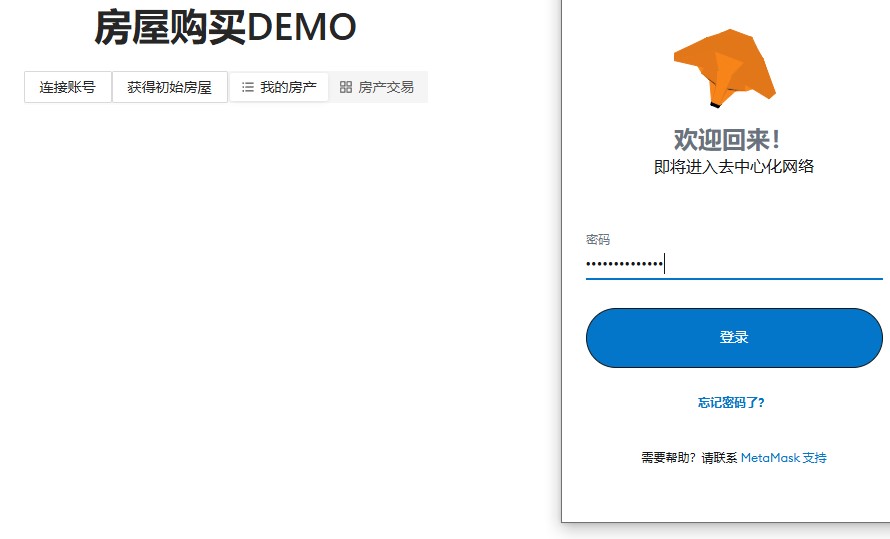 房屋购买DEMO
连接账号 获得初始房屋 我的房产 房产交易
欢迎回来！
即将进入去中心化网络
密码
••••••••••••••
登录
忘记密码了?
需要帮助？请联系 MetaMask 支持